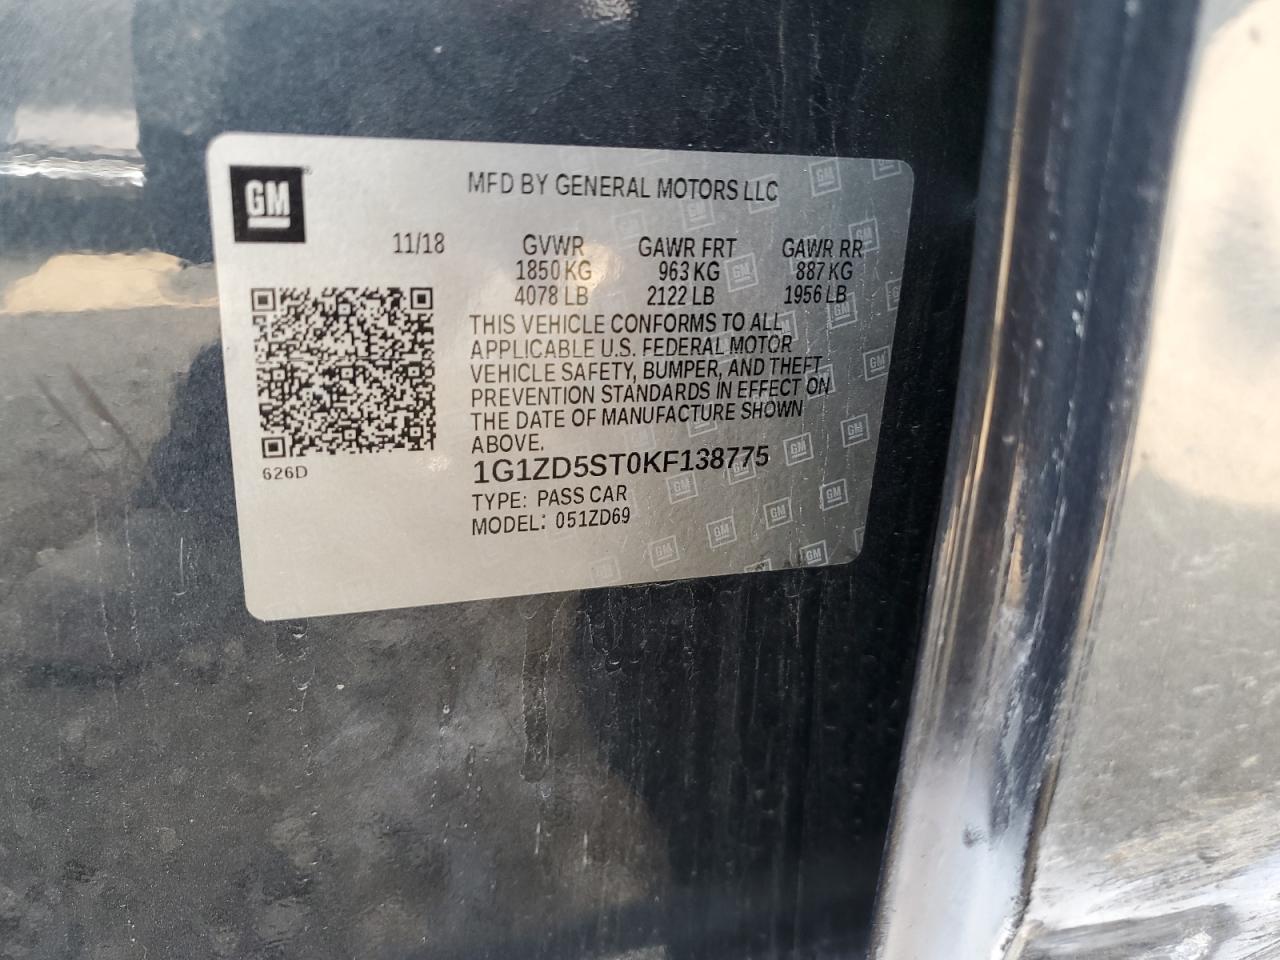 GM
MFD BY GENERAL MOTORS LLC
11/18 GVWR GAWR FRT GAWR RR
1850 KG 963 KG 887 KG
4078 LB 2122 LB 1956 LB
THIS VEHICLE CONFORMS TO ALL
APPLICABLE U.S. FEDERAL MOTOR
VEHICLE SAFETY, BUMPER, AND THEFT
PREVENTION STANDARDS IN EFFECT ON
THE DATE OF MANUFACTURE SHOWN
ABOVE.
626D
1G1ZD5ST0KF138775
TYPE: PASS CAR
MODEL: 051ZD69